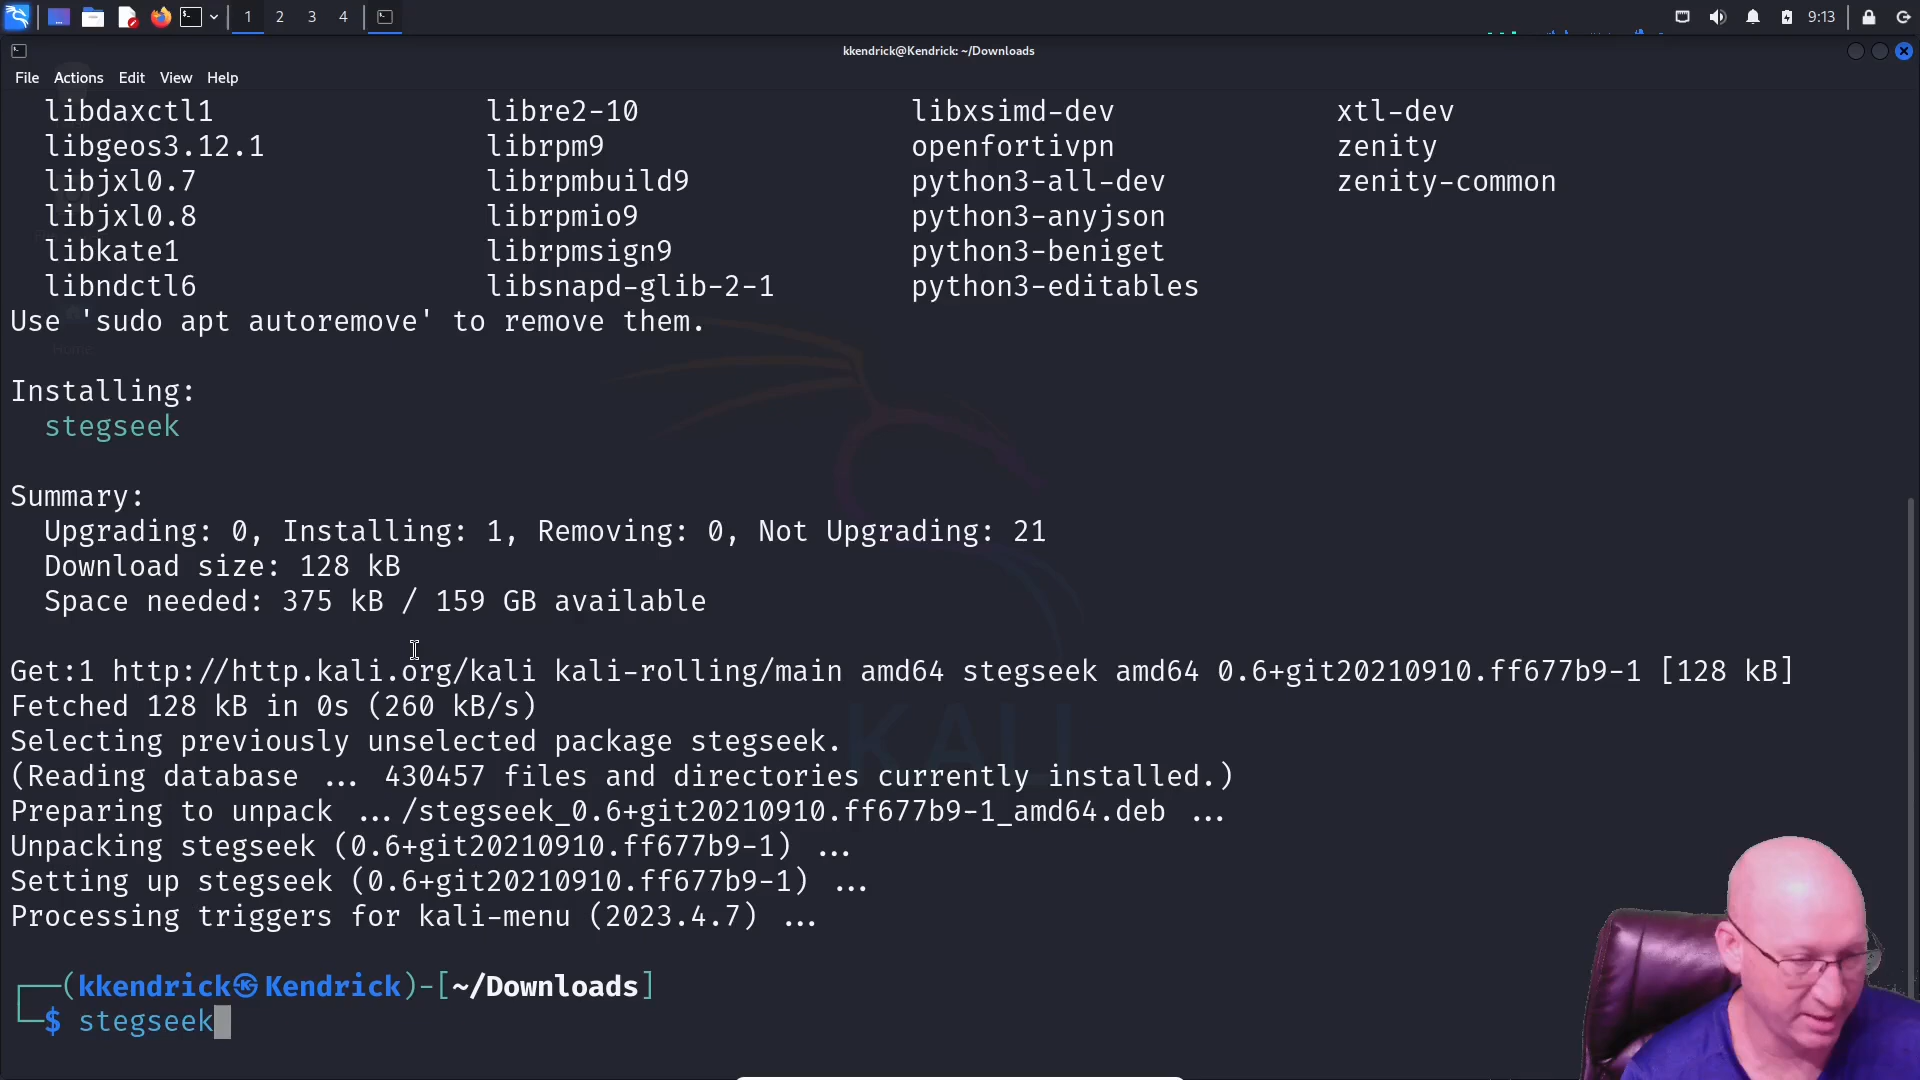 1 2 3 4 9:13
kkendrick@Kendrick: ~/Downloads
File Actions Edit View Help
libdaxctl1 libre2-10 libxsimd-dev xtl-dev
libgeos3.12.1 librpm9 openfortivpn zenity
libjxl0.7 librpmbuild9 python3-all-dev zenity-common
libjxl0.8 librpmio9 python3-anyjson
libkate1 librpmsign9 python3-beniget
libndctl6 libsnapd-glib-2-1 python3-editables
Use 'sudo apt autoremove' to remove them.
Home
Installing:
stegseek
Summary:
Upgrading: 0, Installing: 1, Removing: 0, Not Upgrading: 21
Download size: 128 kB
Space needed: 375 kB / 159 GB available
Get:1 http://http.kali.org/kali kali-rolling/main amd64 stegseek amd64 0.6+git20210910.ff677b9-1 [128 kB]
Fetched 128 kB in 0s (260 kB/s)
KALI
Selecting previously unselected package stegseek.
(Reading database ... 430457 files and directories currently installed.)
Preparing to unpack .../stegseek_0.6+git20210910.ff677b9-1_amd64.deb ...
Unpacking stegseek (0.6+git20210910.ff677b9-1) ...
Setting up stegseek (0.6+git20210910.ff677b9-1) ...
Processing triggers for kali-menu (2023.4.7) ...
┌──(kkendrick㉿Kendrick)-[~/Downloads]
└─$ stegseek